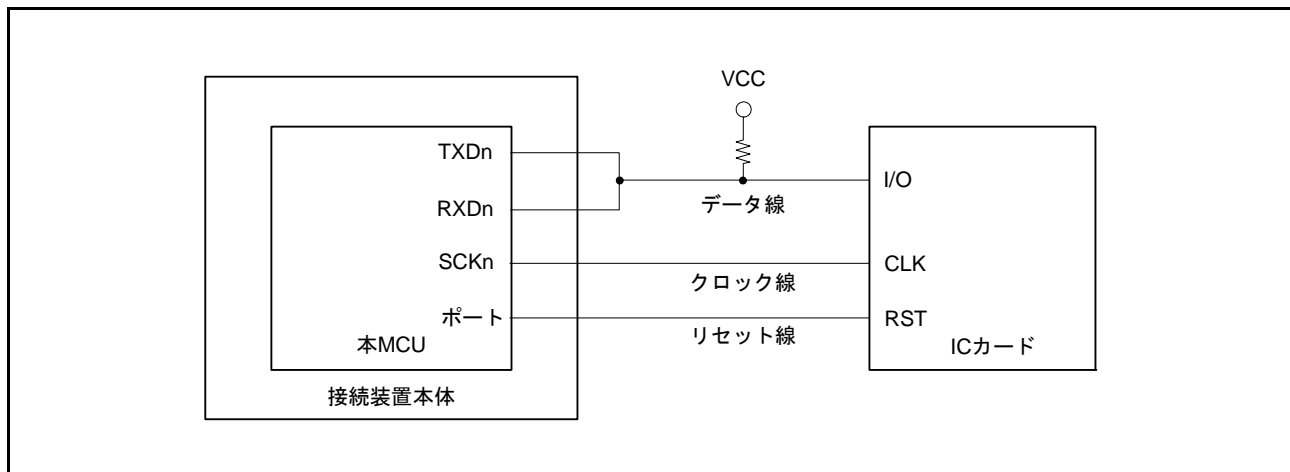 VCC
TXDn
I/O
データ線
RXDn
SCKn
CLK
クロック線
ポート
RST
リセット線
本MCU
ICカード
接続装置本体